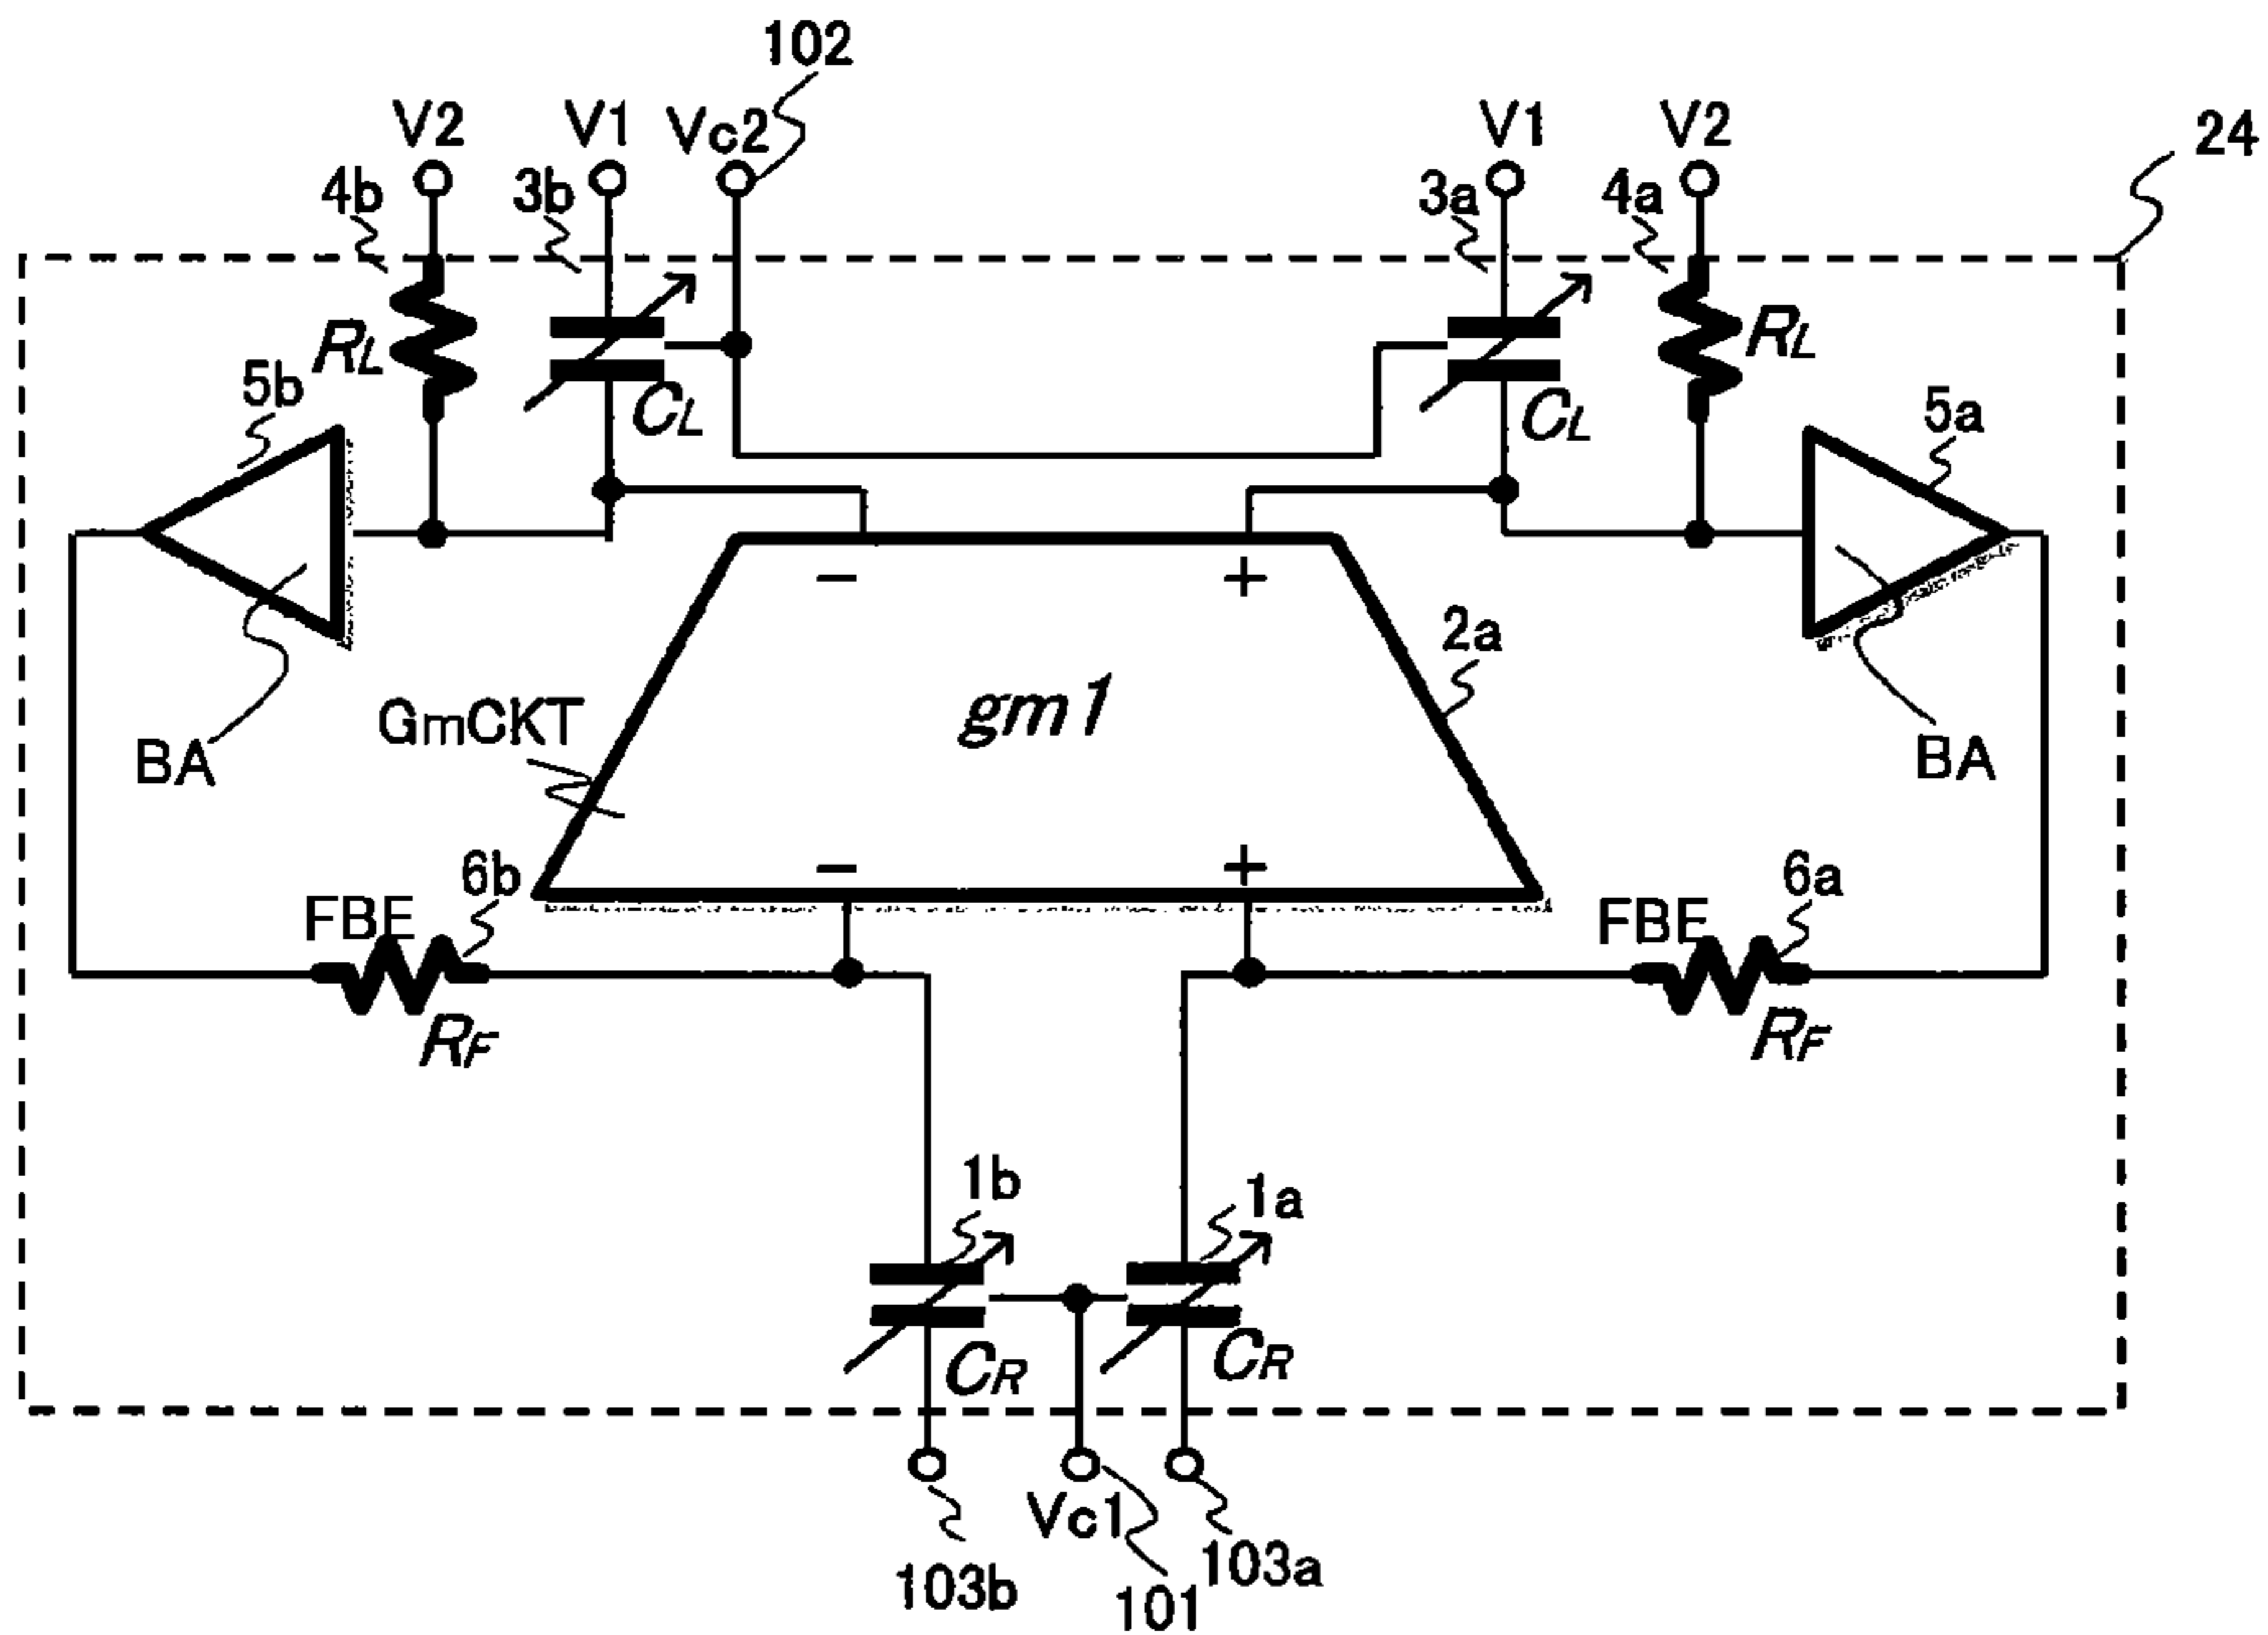 102
V2 V1 Vc2 V1 V2 24
4b 3b 3a 4a
RL CL CL RL
5b 5a
− +
2a
gm1
GmCKT
BA BA
− +
6b 6a
FBE FBE
RF RF
1b 1a
CR CR
Vc1
103b 101 103a